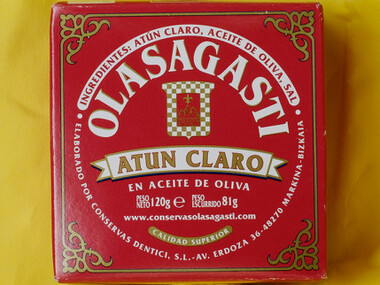 INGREDIENTES: ATUN CLARO, ACEITE DE OLIVA, SAL
OLASAGASTI
ATUN CLARO
EN ACEITE DE OLIVA
PESO NETO 120g e PESO ESCURRIDO 81g
www.conservasolasagasti.com
CALIDAD SUPERIOR
• ELABORADO POR CONSERVAS DENTICI, S.L.-AV. ERDOZA 36-48270 MARKINA-BIZKAIA •